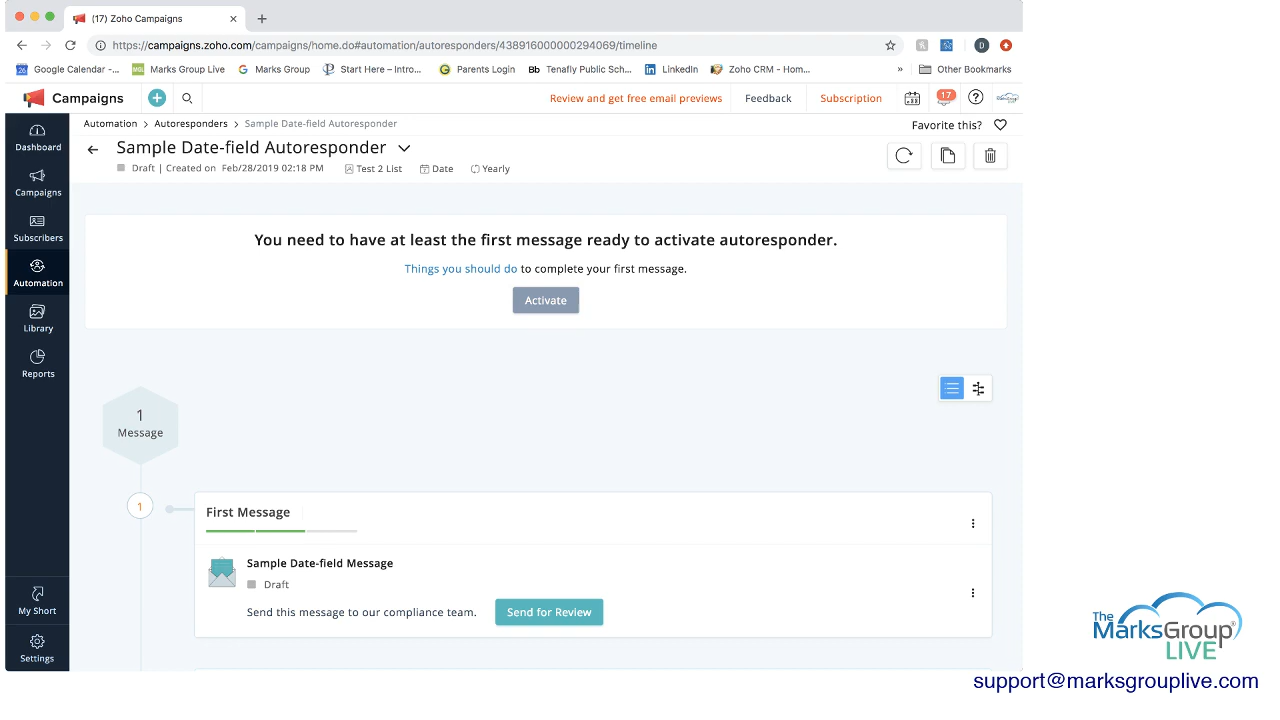 (17) Zoho Campaigns
https://campaigns.zoho.com/campaigns/home.do#automation/autoresponders/438916000000294069/timeline
D
Google Calendar -... Marks Group Live Marks Group Start Here – Intro... Parents Login Bb Tenafly Public Sch... LinkedIn Zoho CRM - Hom... » Other Bookmarks
Campaigns
Review and get free email previews Feedback Subscription 17
Automation > Autoresponders > Sample Date-field Autoresponder
Favorite this?
Sample Date-field Autoresponder
Draft | Created on Feb/28/2019 02:18 PM Test 2 List Date Yearly
Dashboard
Campaigns
Subscribers
Automation
Library
Reports
My Short
Settings
You need to have at least the first message ready to activate autoresponder.
Things you should do to complete your first message.
Activate
1
Message
1
First Message
Sample Date-field Message
Draft
Send this message to our compliance team. Send for Review
The
MarksGroup®
LIVE
support@marksgrouplive.com